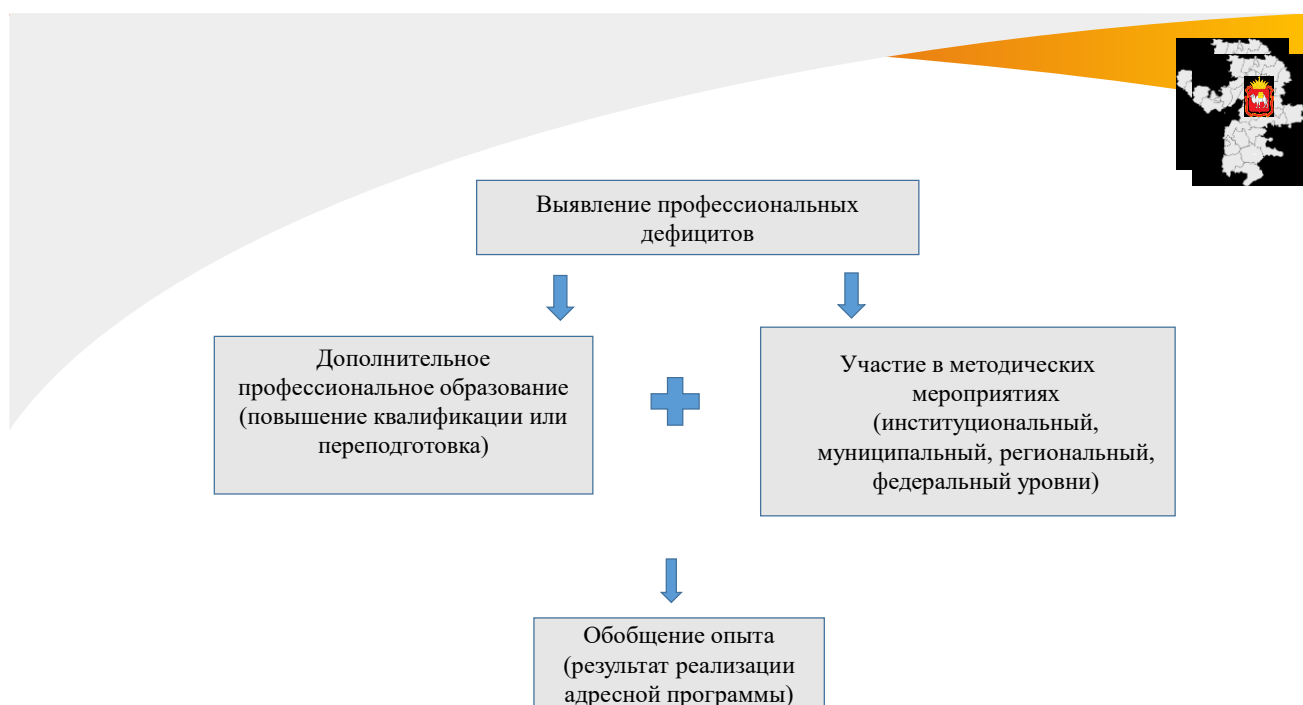 Выявление профессиональных
дефицитов
Дополнительное
профессиональное образование
(повышение квалификации или
переподготовка)
Участие в методических
мероприятиях
(институциональный,
муниципальный, региональный,
федеральный уровни)
Обобщение опыта
(результат реализации
адресной программы)